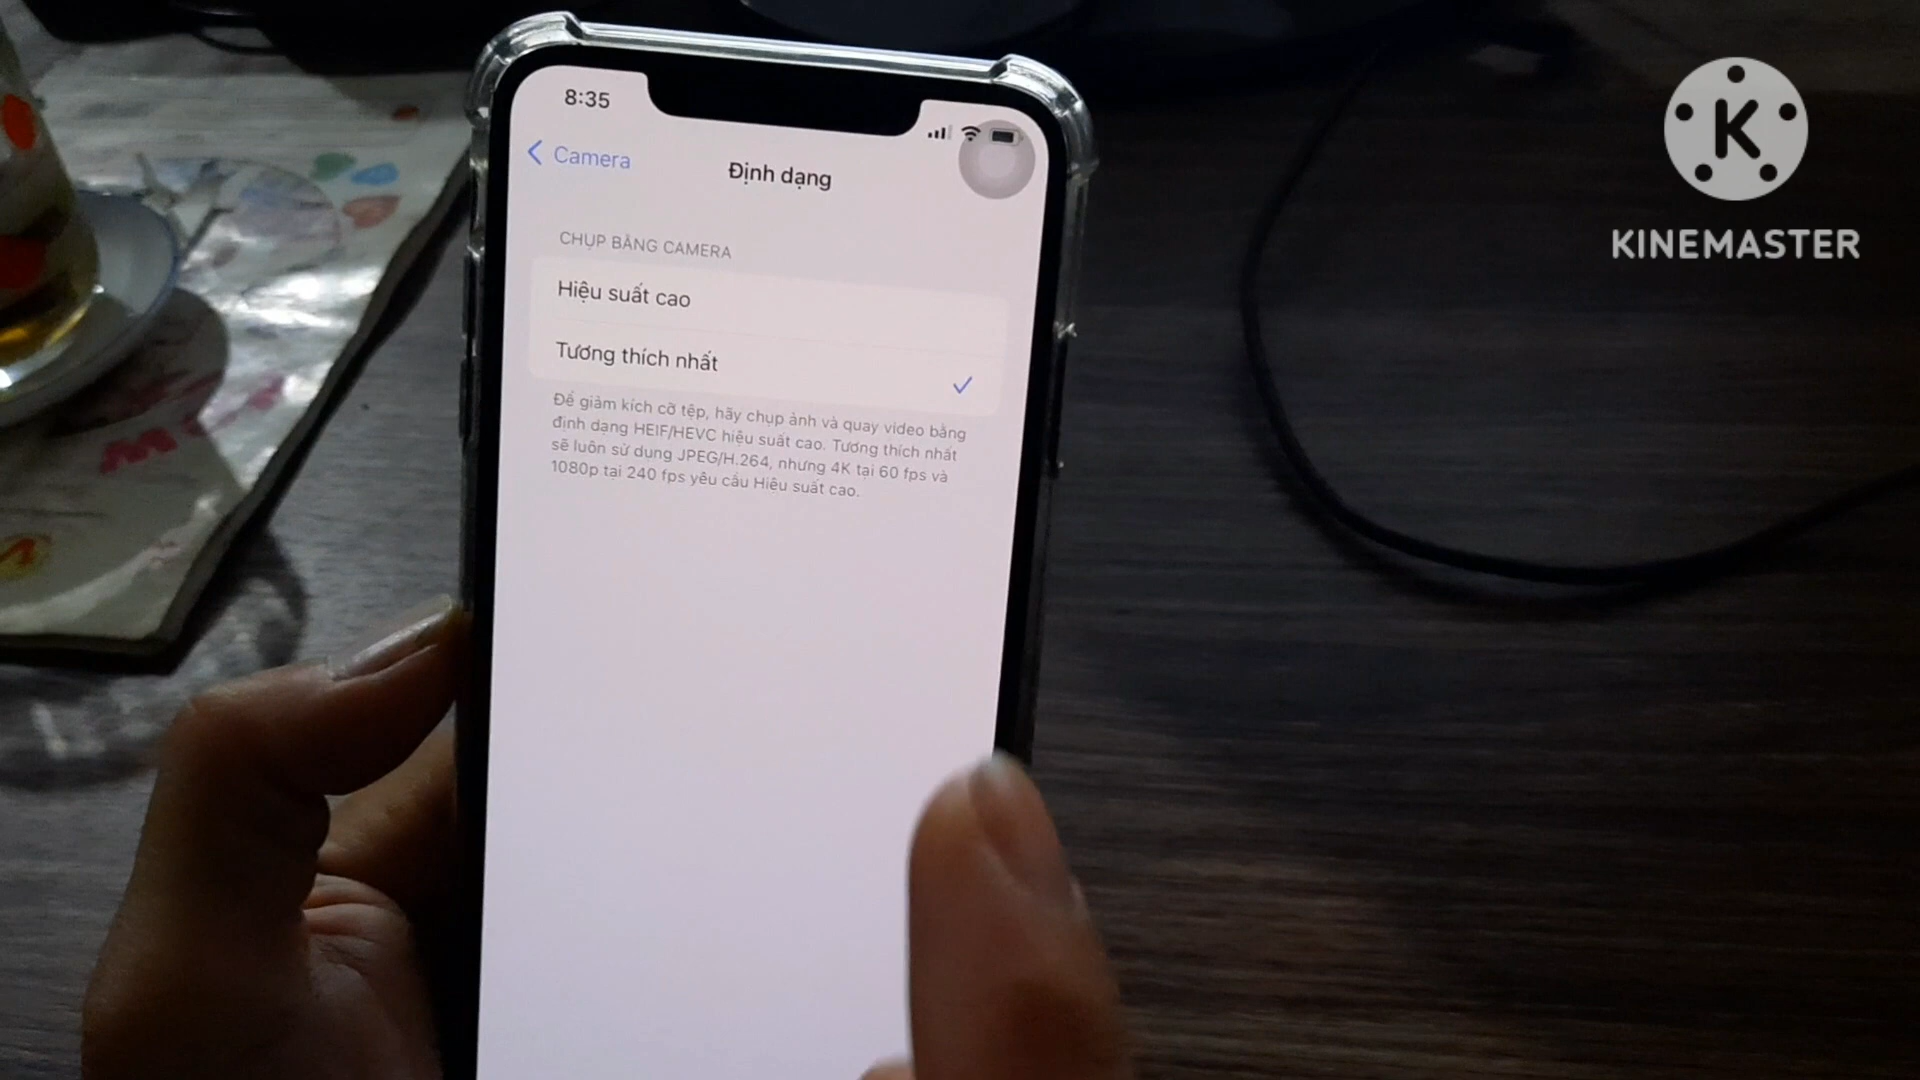 8:35
Camera
Định dạng
CHỤP BẰNG CAMERA
Hiệu suất cao
Tương thích nhất
Để giảm kích cỡ tệp, hãy chụp ảnh và quay video bằng
định dạng HEIF/HEVC hiệu suất cao. Tương thích nhất
sẽ luôn sử dụng JPEG/H.264, nhưng 4K tại 60 fps và
1080p tại 240 fps yêu cầu Hiệu suất cao.
K
KINEMASTER